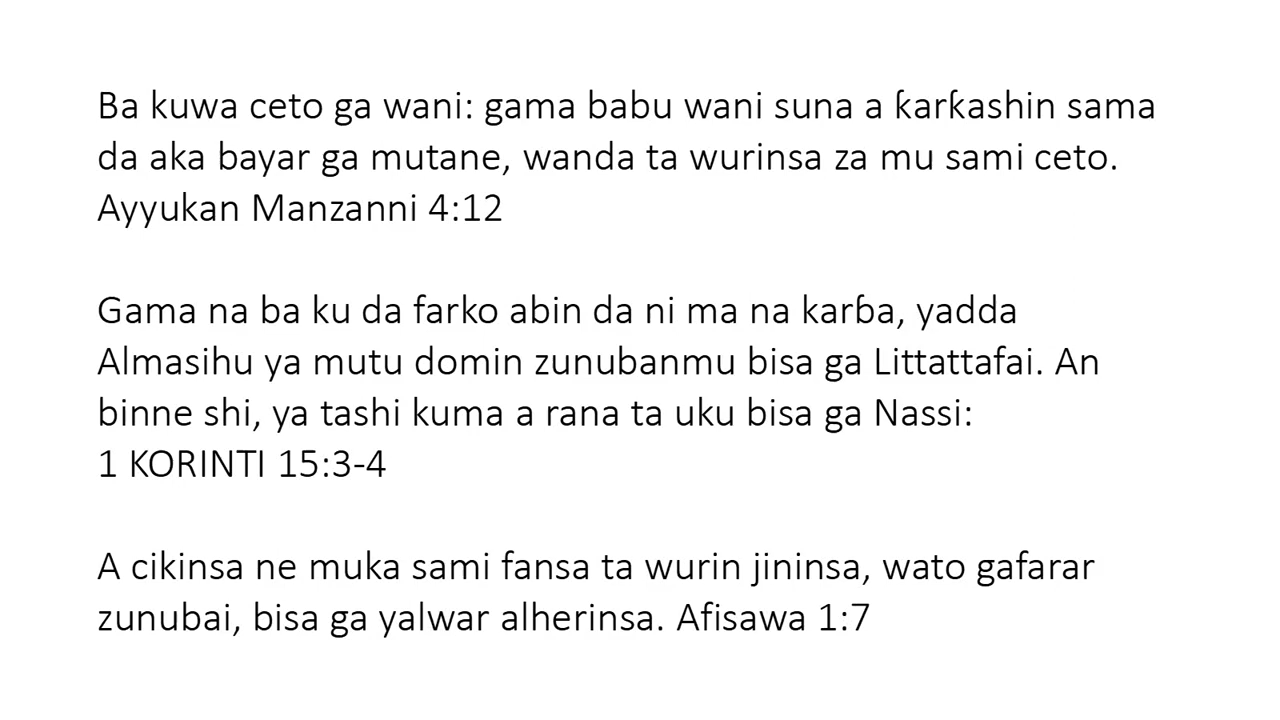 Ba kuwa ceto ga wani: gama babu wani suna a ƙarƙashin sama
da aka bayar ga mutane, wanda ta wurinsa za mu sami ceto.
Ayyukan Manzanni 4:12
Gama na ba ku da farko abin da ni ma na karɓa, yadda
Almasihu ya mutu domin zunubanmu bisa ga Littattafai. An
binne shi, ya tashi kuma a rana ta uku bisa ga Nassi:
1 KORINTI 15:3-4
A cikinsa ne muka sami fansa ta wurin jininsa, wato gafarar
zunubai, bisa ga yalwar alherinsa. Afisawa 1:7